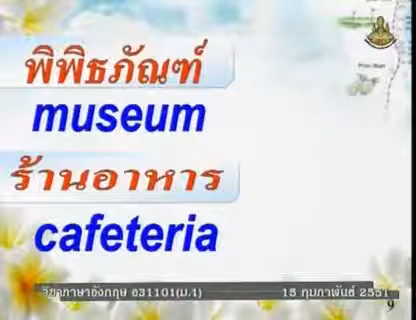 พิพิธภัณฑ์
museum
ร้านอาหาร
cafeteria
วิชาภาษาอังกฤษ อ31101(ม.1) 15 กุมภาพันธ์ 2551
9